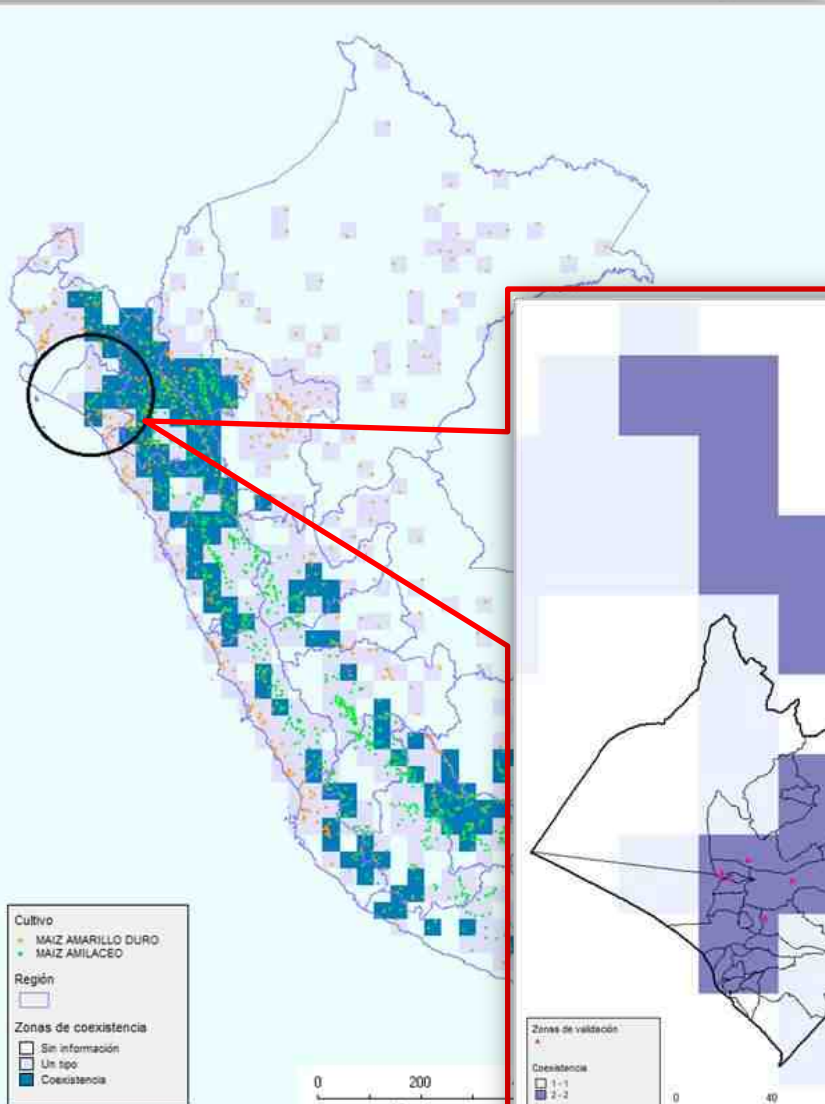 Cultivo
MAIZ AMARILLO DURO
MAIZ AMILACEO
Región
Zonas de coexistencia
Sin información
Un tipo
Coexistencia
0 200
Zonas de validación
Coexistencia
1 - 1
2 - 2
0 40